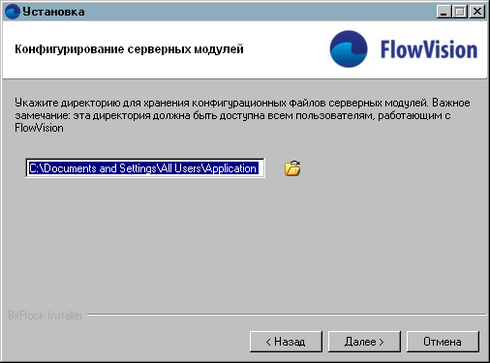 Установка
Конфигурирование серверных модулей
FlowVision
Укажите директорию для хранения конфигурационных файлов серверных модулей. Важное
замечание: эта директория должна быть доступна всем пользователям, работающим с
FlowVision
C:\Documents and Settings\All Users\Application
BitRock Installer
< Назад
Далее >
Отмена